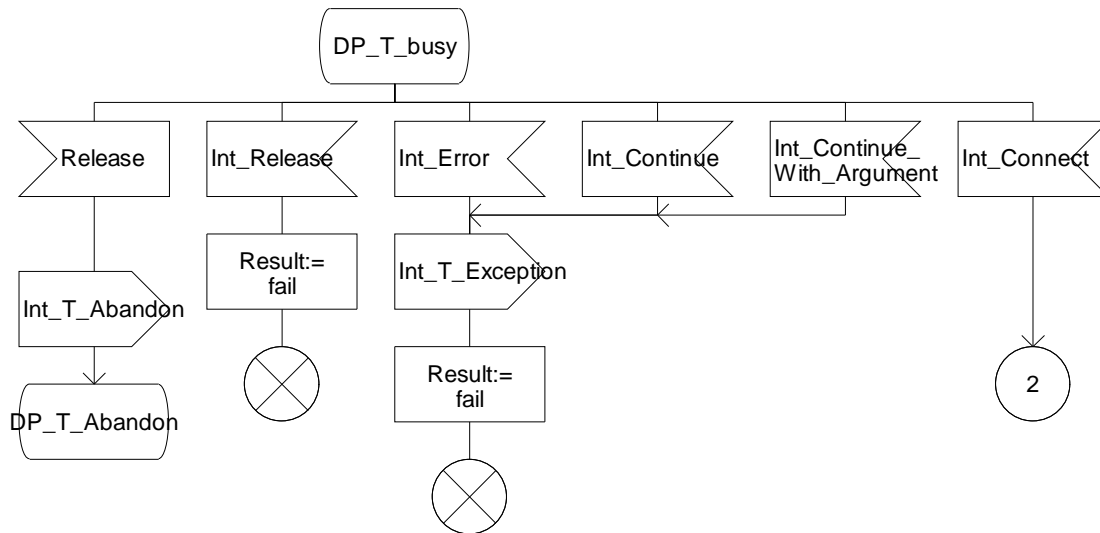 DP_T_busy
Release
Int_Release
Int_Error
Int_Continue
Int_Continue_
With_Argument
Int_Connect
Result:=
fail
Int_T_Exception
Int_T_Abandon
Result:=
fail
2
DP_T_Abandon